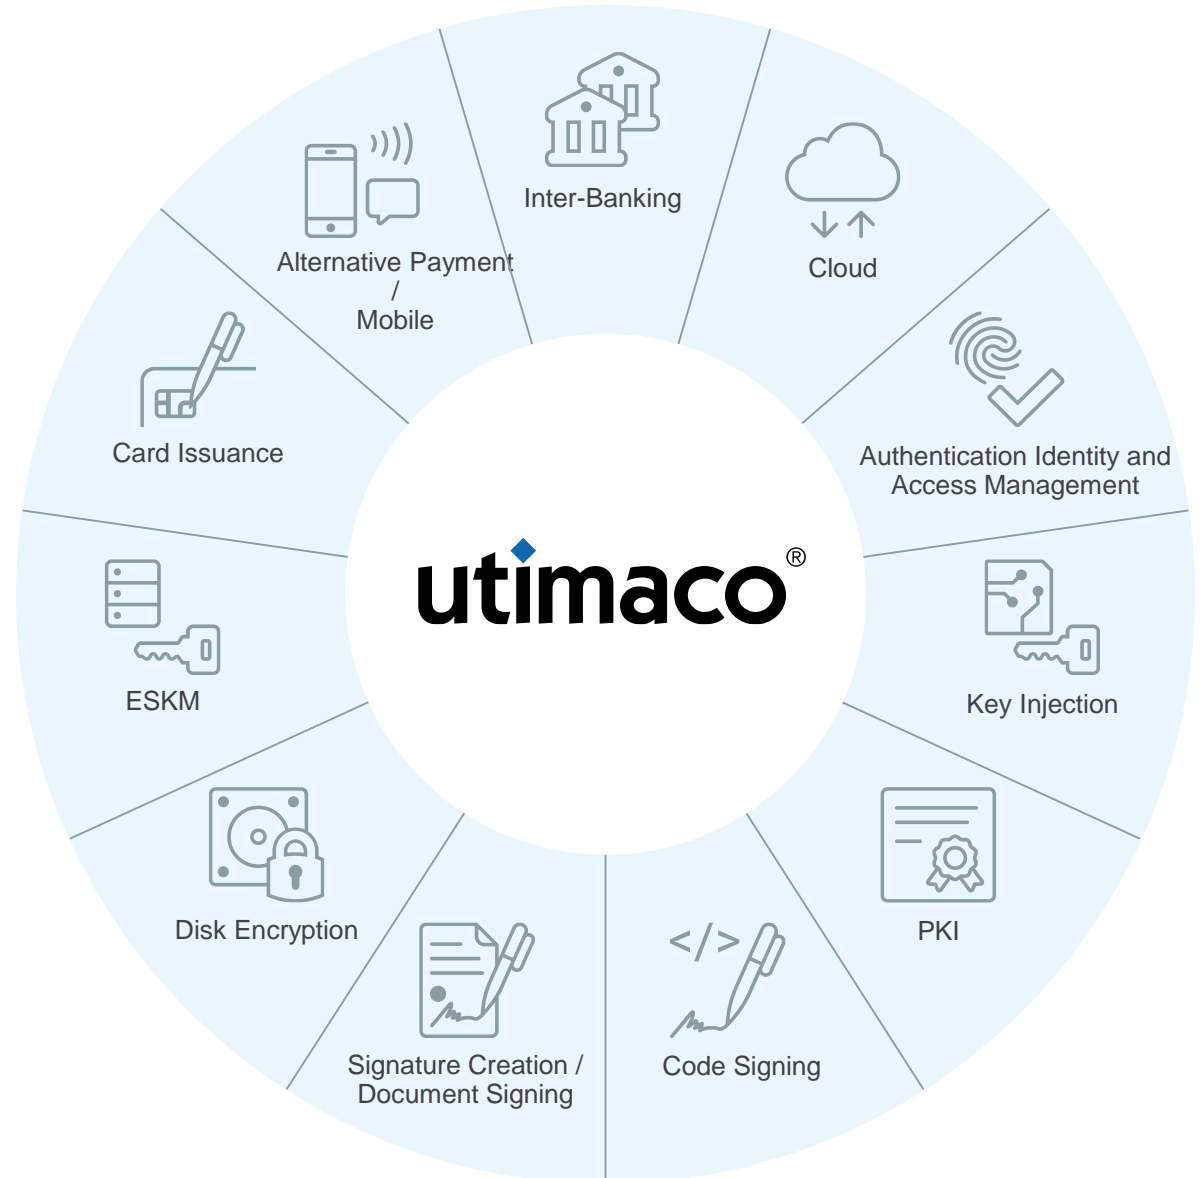 Inter-Banking
Cloud
Authentication Identity and
Access Management
Key Injection
PKI
</>
Code Signing
Signature Creation /
Document Signing
Disk Encryption
ESKM
Card Issuance
Alternative Payment
/
Mobile
utimaco®